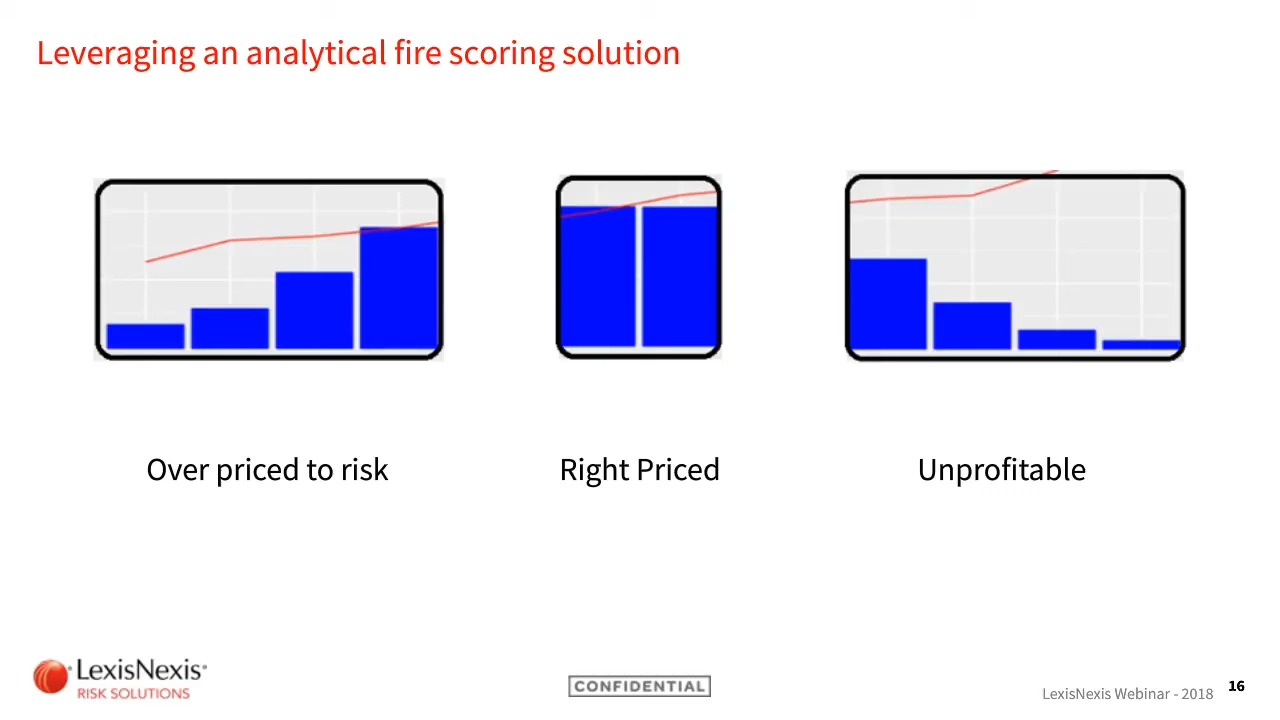 Leveraging an analytical fire scoring solution
Over priced to risk
Right Priced
Unprofitable
LexisNexis®
RISK SOLUTIONS
CONFIDENTIAL
LexisNexis Webinar - 2018
16